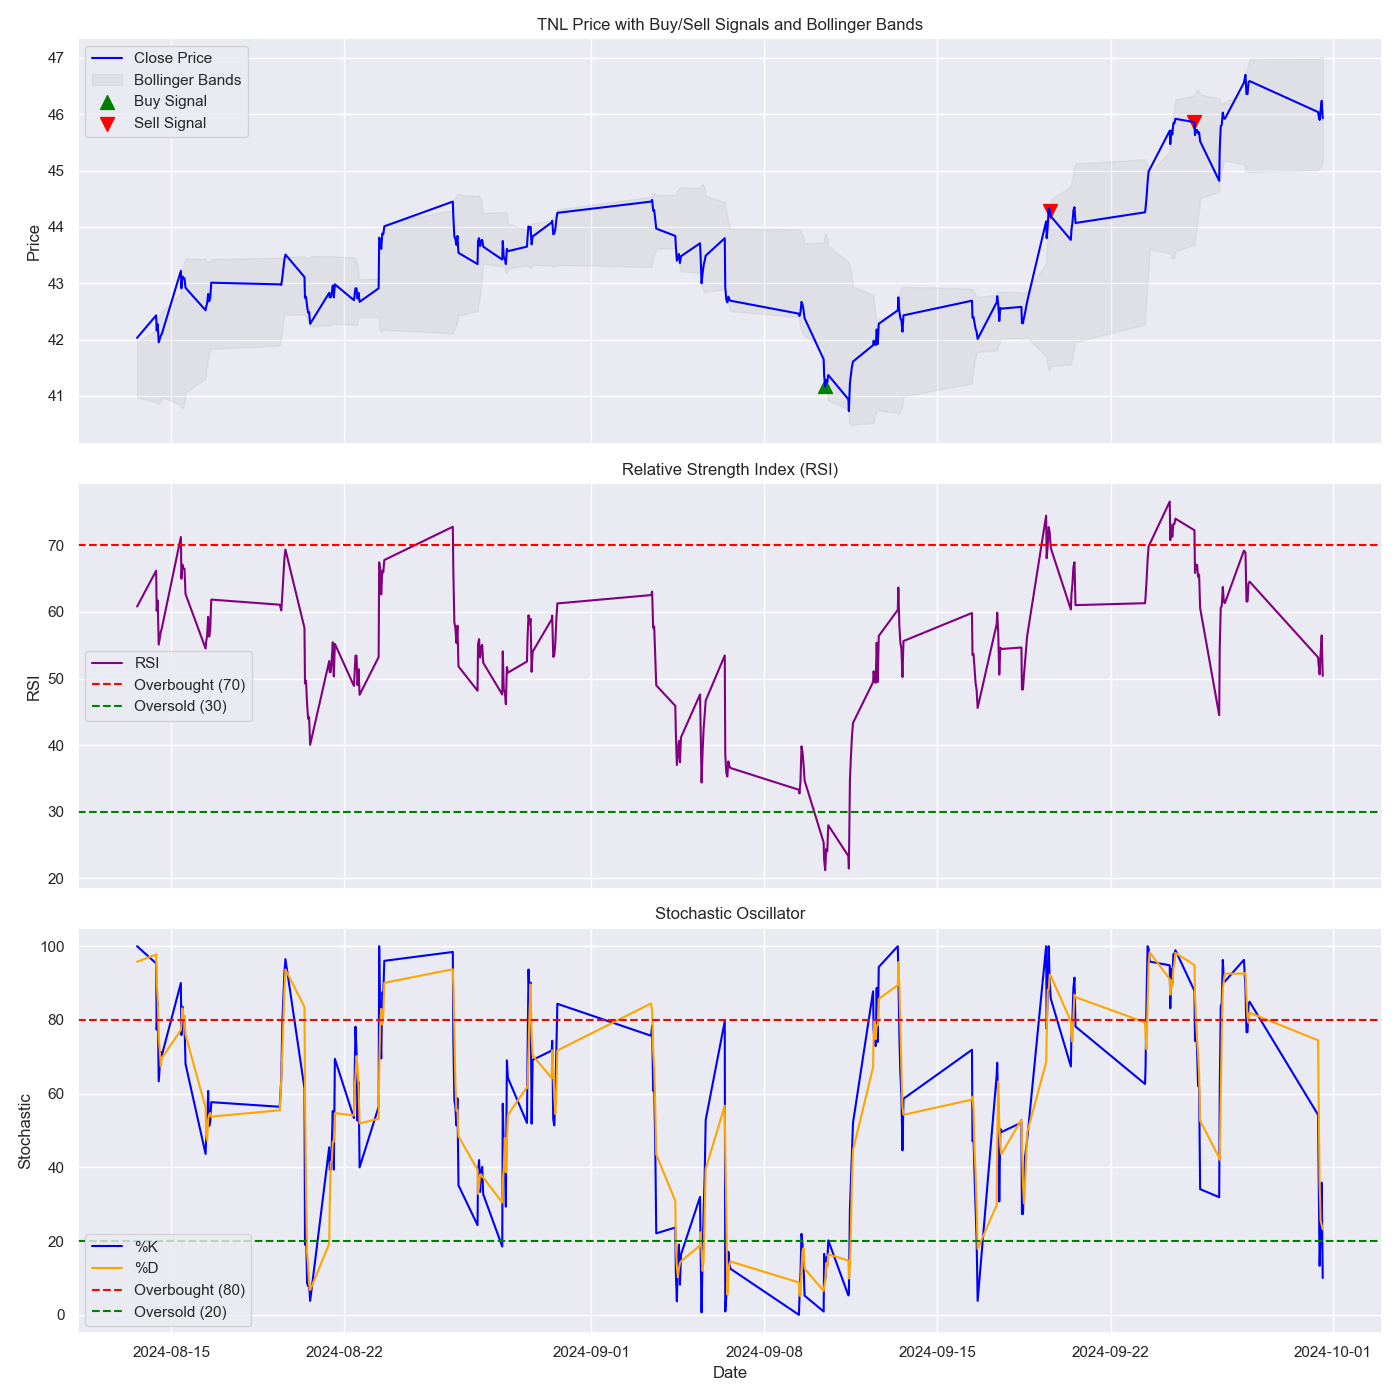 TNL Price with Buy/Sell Signals and Bollinger Bands
Close Price
Bollinger Bands
Buy Signal
Sell Signal
Price
47
46
45
44
43
42
41
Relative Strength Index (RSI)
RSI
70
60
50
40
30
20
RSI
Overbought (70)
Oversold (30)
Stochastic Oscillator
Stochastic
100
80
60
40
20
0
%K
%D
Overbought (80)
Oversold (20)
2024-08-15 2024-08-22 2024-09-01 2024-09-08 2024-09-15 2024-09-22 2024-10-01
Date